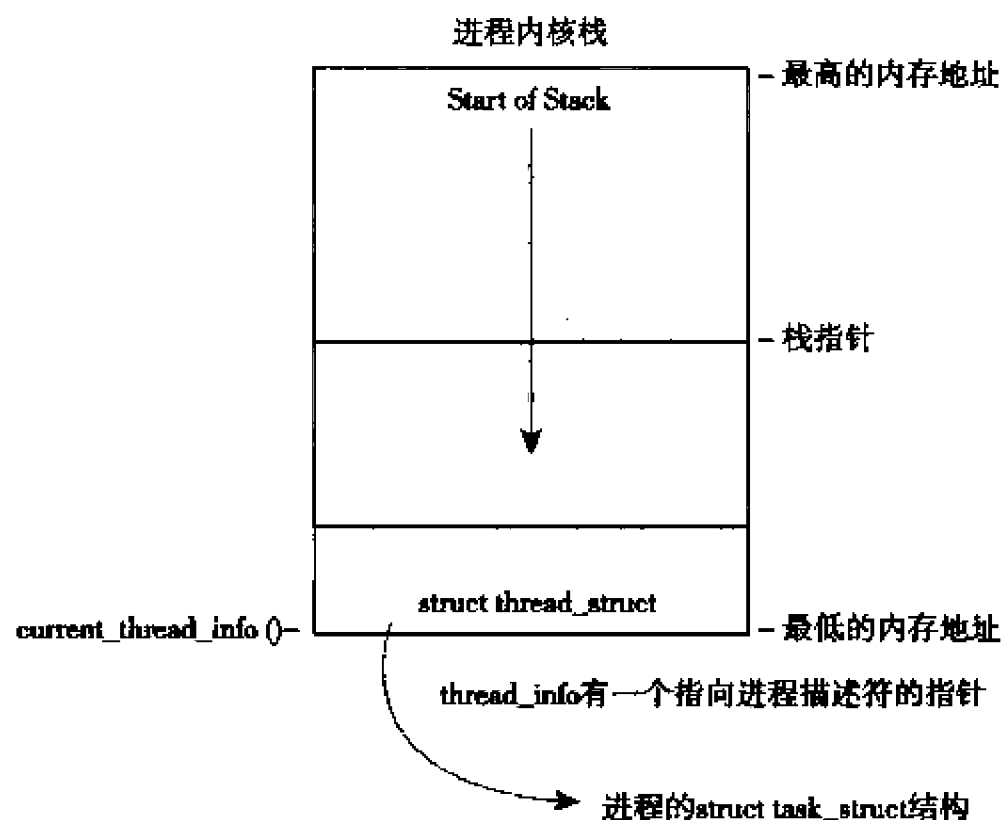 进程内核栈
最高的内存地址
Start of Stack
栈指针
struct thread_struct
current_thread_info ()
最低的内存地址
thread_info有一个指向进程描述符的指针
进程的struct task_struct结构